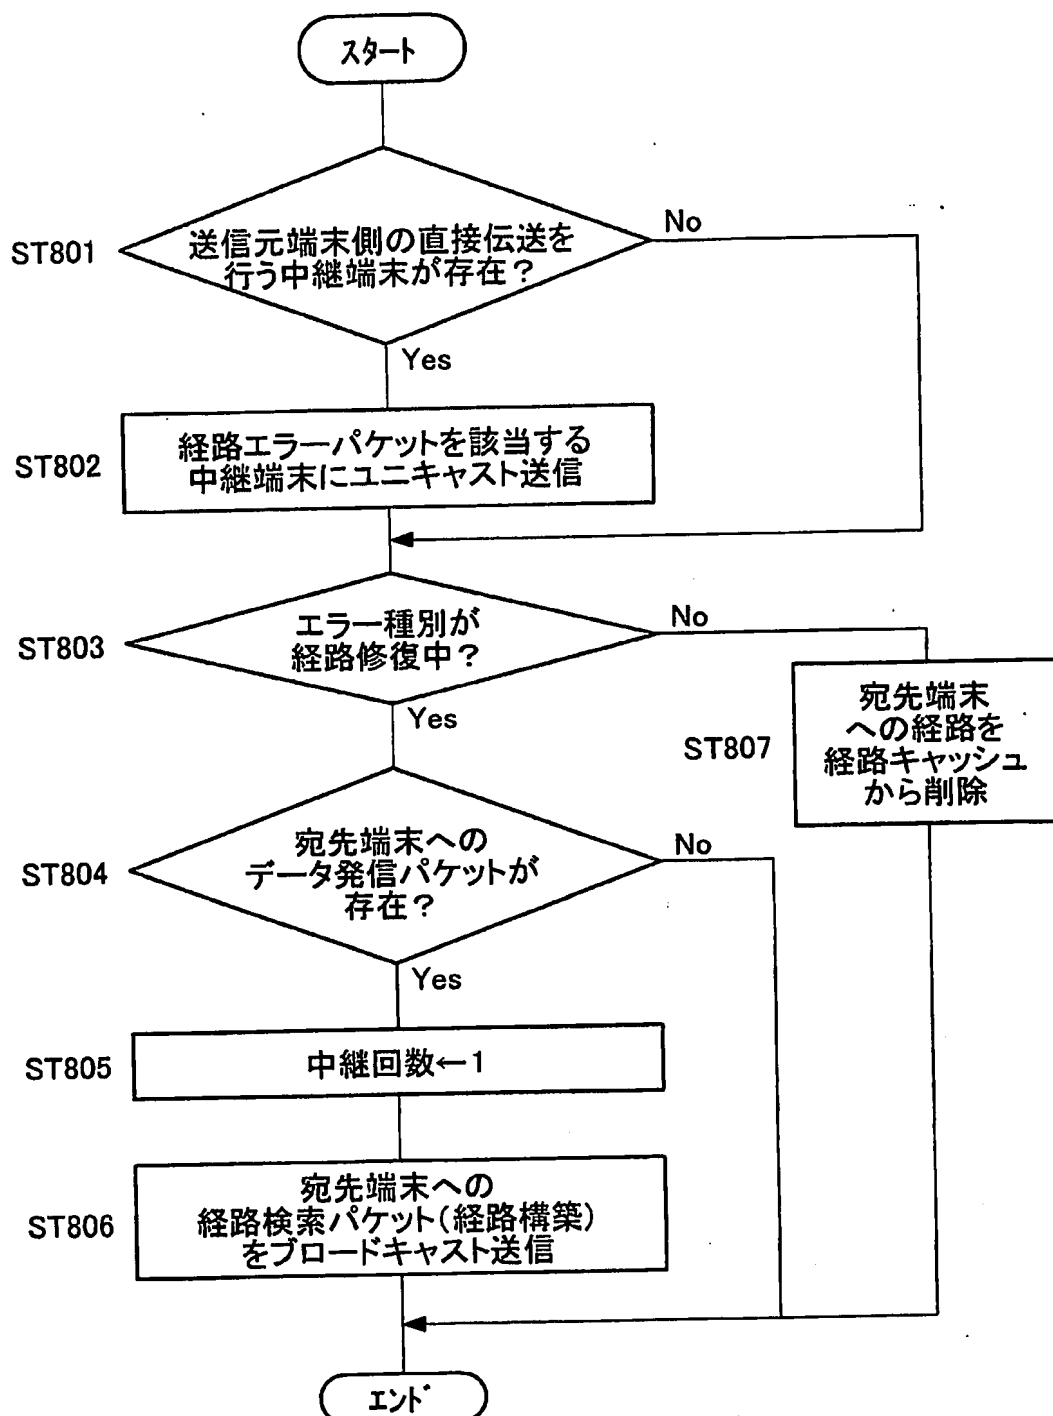 スタート
ST801
送信元端末側の直接伝送を
行う中継端末が存在？
No
Yes
ST802
経路エラーパケットを該当する
中継端末にユニキャスト送信
ST803
エラー種別が
経路修復中？
No
Yes
ST807
宛先端末
への経路を
経路キャッシュ
から削除
ST804
宛先端末への
データ発信パケットが
存在？
No
Yes
ST805
中継回数←1
ST806
宛先端末への
経路検索パケット（経路構築）
をブロードキャスト送信
エンド